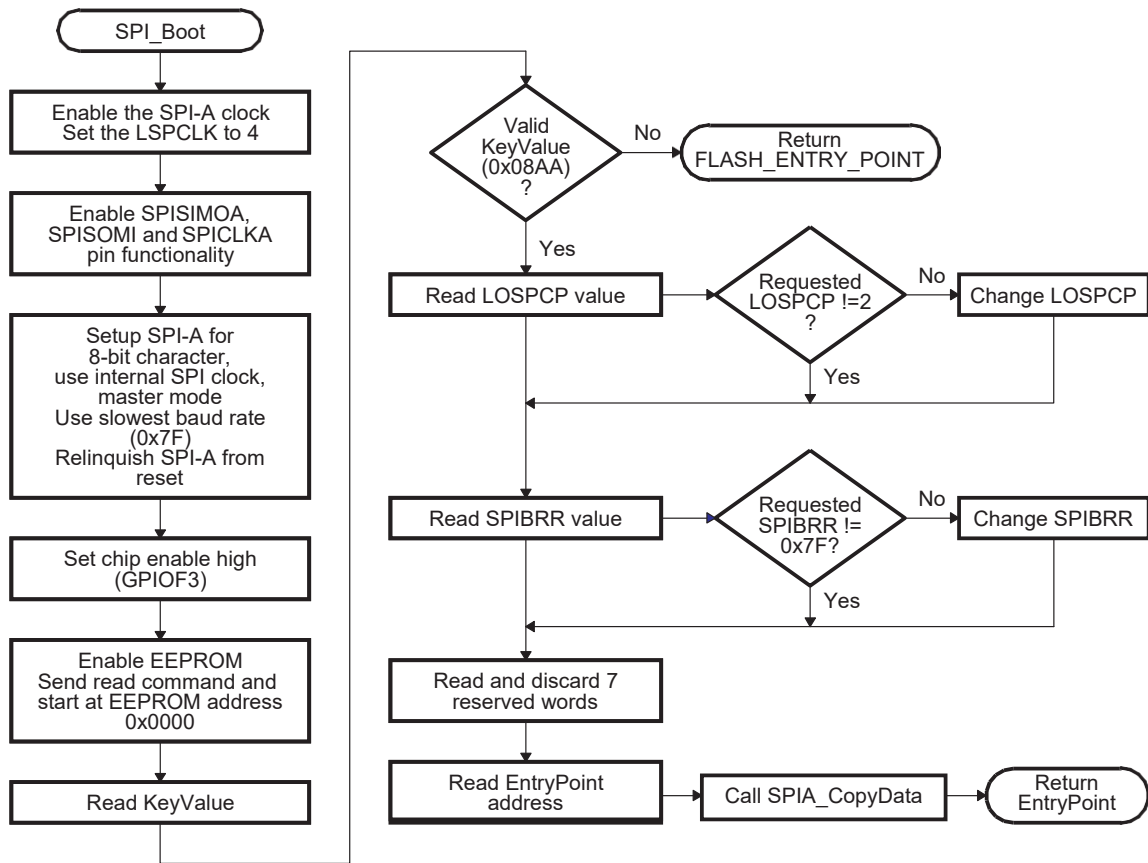 SPI_Boot
Enable the SPI-A clock
Set the LSPCLK to 4
Enable SPISIMOA,
SPISOMI and SPICLKA
pin functionality
Setup SPI-A for
8-bit character,
use internal SPI clock,
master mode
Use slowest baud rate
(0x7F)
Relinquish SPI-A from
reset
Set chip enable high
(GPIOF3)
Enable EEPROM
Send read command and
start at EEPROM address
0x0000
Read KeyValue
Valid
KeyValue
(0x08AA)
?
No
Return
FLASH_ENTRY_POINT
Yes
Read LOSPCP value
Requested
LOSPCP !=2
?
No
Change LOSPCP
Yes
Read SPIBRR value
Requested
SPIBRR !=
0x7F?
No
Change SPIBRR
Yes
Read and discard 7
reserved words
Read EntryPoint
address
Call SPIA_CopyData
Return
EntryPoint